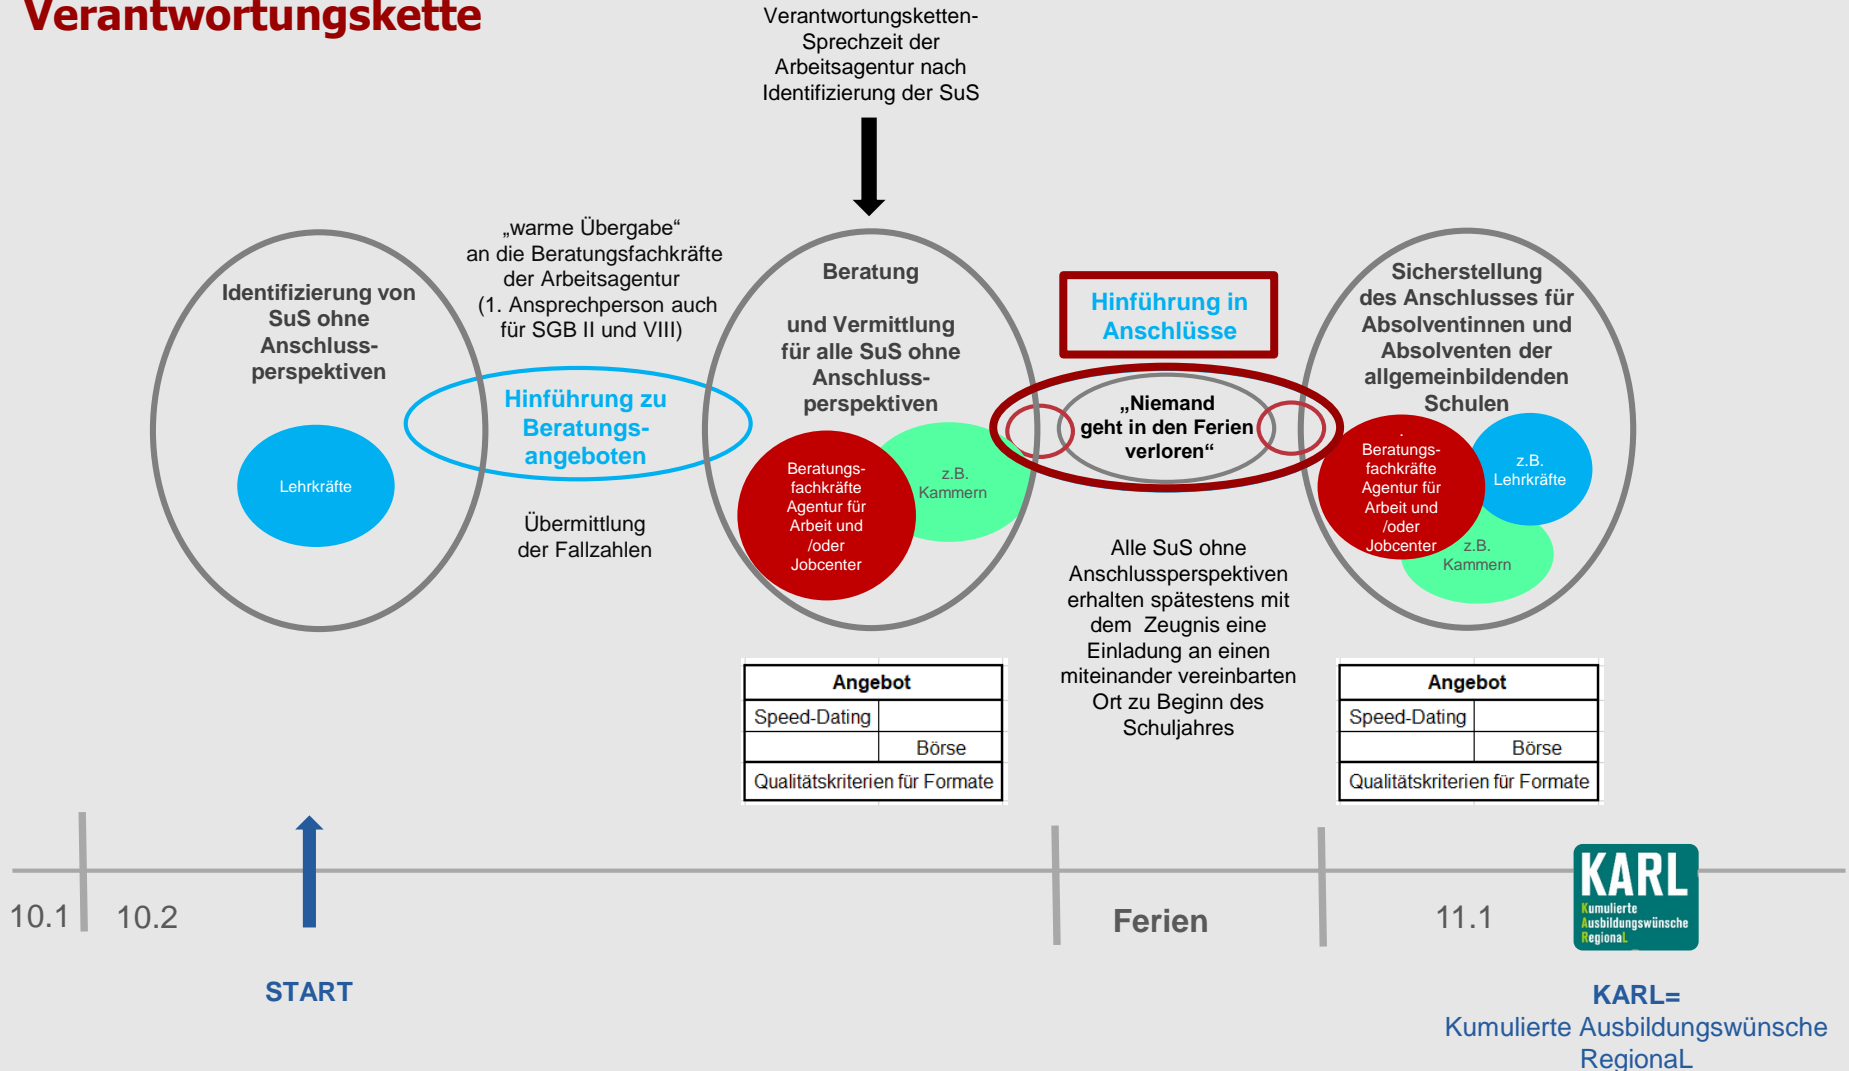 Verantwortungskette
Verantwortungsketten-
Sprechzeit der
Arbeitsagentur nach
Identifizierung der SuS
Identifizierung von
SuS ohne
Anschluss-
perspektiven
Lehrkräfte
„warme Übergabe“
an die Beratungsfachkräfte
der Arbeitsagentur
(1. Ansprechperson auch
für SGB II und VIII)
Hinführung zu
Beratungs-
angeboten
Übermittlung
der Fallzahlen
Beratung
und Vermittlung
für alle SuS ohne
Anschluss-
perspektiven
Beratungs-
fachkräfte
Agentur für
Arbeit und
/oder
Jobcenter
z.B.
Kammern
Hinführung in
Anschlüsse
„Niemand
geht in den Ferien
verloren“
Alle SuS ohne
Anschlussperspektiven
erhalten spätestens mit
dem Zeugnis eine
Einladung an einen
miteinander vereinbarten
Ort zu Beginn des
Schuljahres
Sicherstellung
des Anschlusses für
Absolventinnen und
Absolventen der
allgemeinbildenden
Schulen
.
Beratungs-
fachkräfte
Agentur für
Arbeit und
/oder
Jobcenter
z.B.
Lehrkräfte
z.B.
Kammern
Angebot
Speed-Dating
Börse
Qualitätskriterien für Formate
Angebot
Speed-Dating
Börse
Qualitätskriterien für Formate
10.1
10.2
Ferien
11.1
KARL
Kumulierte
Ausbildungswünsche
RegionaL
START
KARL=
Kumulierte Ausbildungswünsche
RegionaL